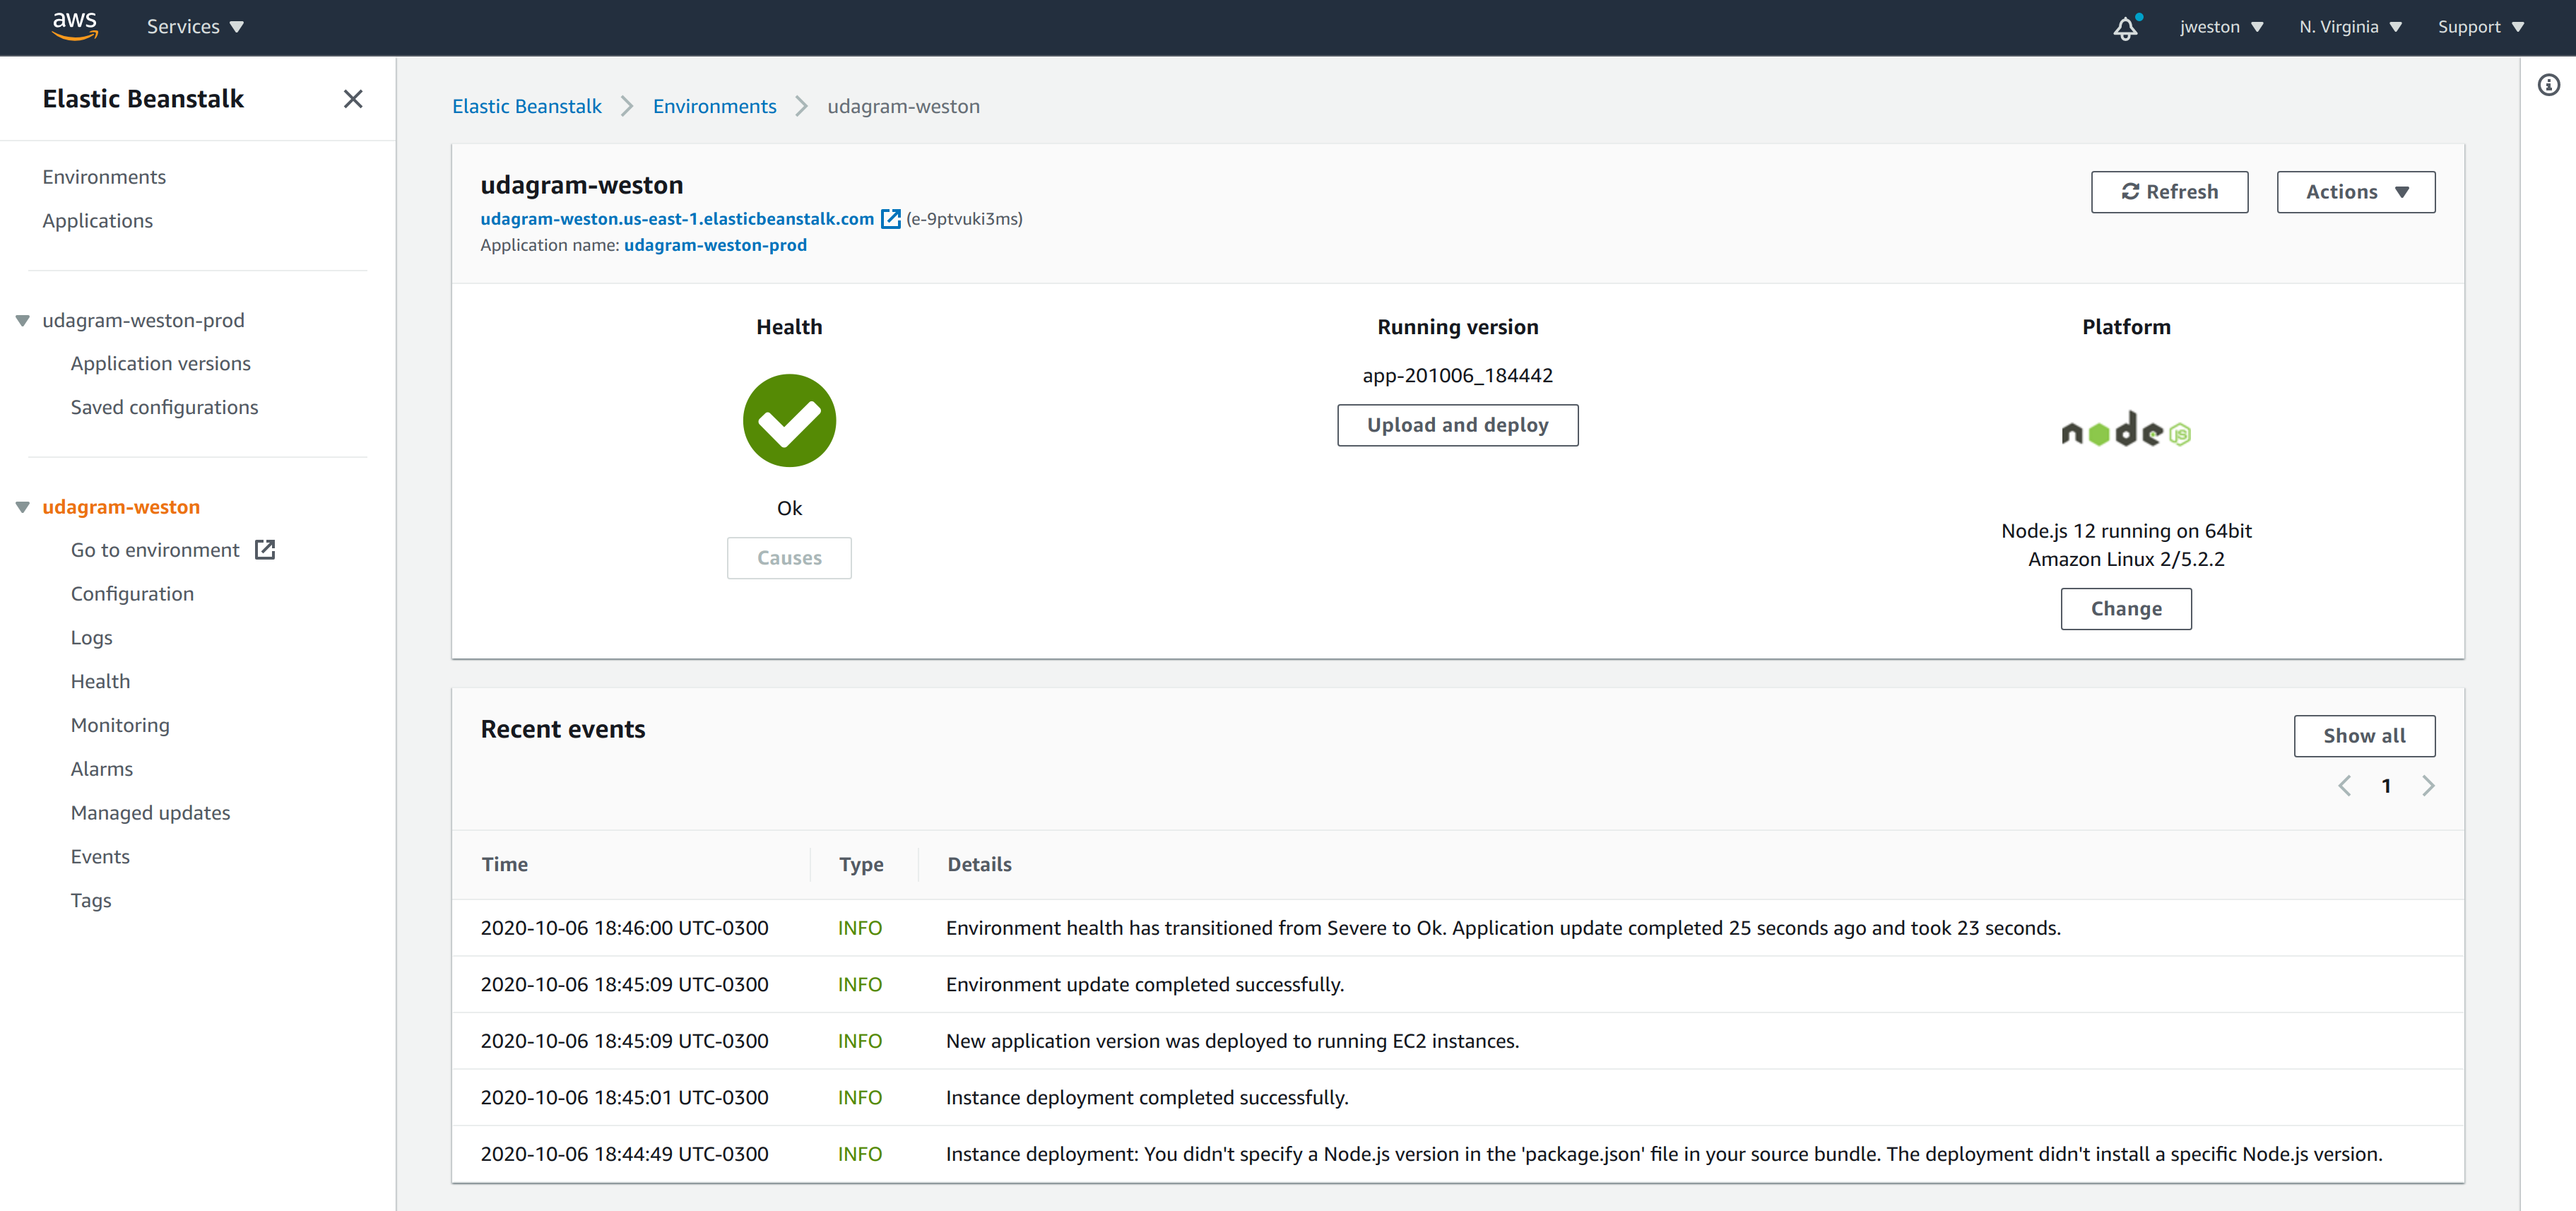 aws
Services
jweston
N. Virginia
Support
Elastic Beanstalk
Environments
Applications
udagram-weston-prod
Application versions
Saved configurations
udagram-weston
Go to environment
Configuration
Logs
Health
Monitoring
Alarms
Managed updates
Events
Tags
Elastic Beanstalk Environments udagram-weston
udagram-weston
udagram-weston.us-east-1.elasticbeanstalk.com (e-9ptvuki3ms)
Application name: udagram-weston-prod
Refresh
Actions
Health
Ok
Causes
Running version
app-201006_184442
Upload and deploy
Platform
node JS
Node.js 12 running on 64bit
Amazon Linux 2/5.2.2
Change
Recent events
Show all
1
Time Type Details
2020-10-06 18:46:00 UTC-0300 INFO Environment health has transitioned from Severe to Ok. Application update completed 25 seconds ago and took 23 seconds.
2020-10-06 18:45:09 UTC-0300 INFO Environment update completed successfully.
2020-10-06 18:45:09 UTC-0300 INFO New application version was deployed to running EC2 instances.
2020-10-06 18:45:01 UTC-0300 INFO Instance deployment completed successfully.
2020-10-06 18:44:49 UTC-0300 INFO Instance deployment: You didn't specify a Node.js version in the 'package.json' file in your source bundle. The deployment didn't install a specific Node.js version.